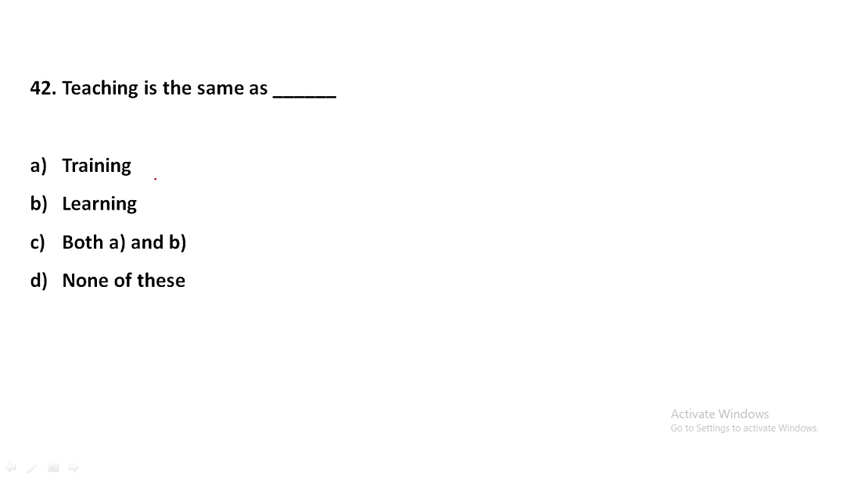 42. Teaching is the same as ______
a) Training
b) Learning
c) Both a) and b)
d) None of these
Activate Windows
Go to Settings to activate Windows.